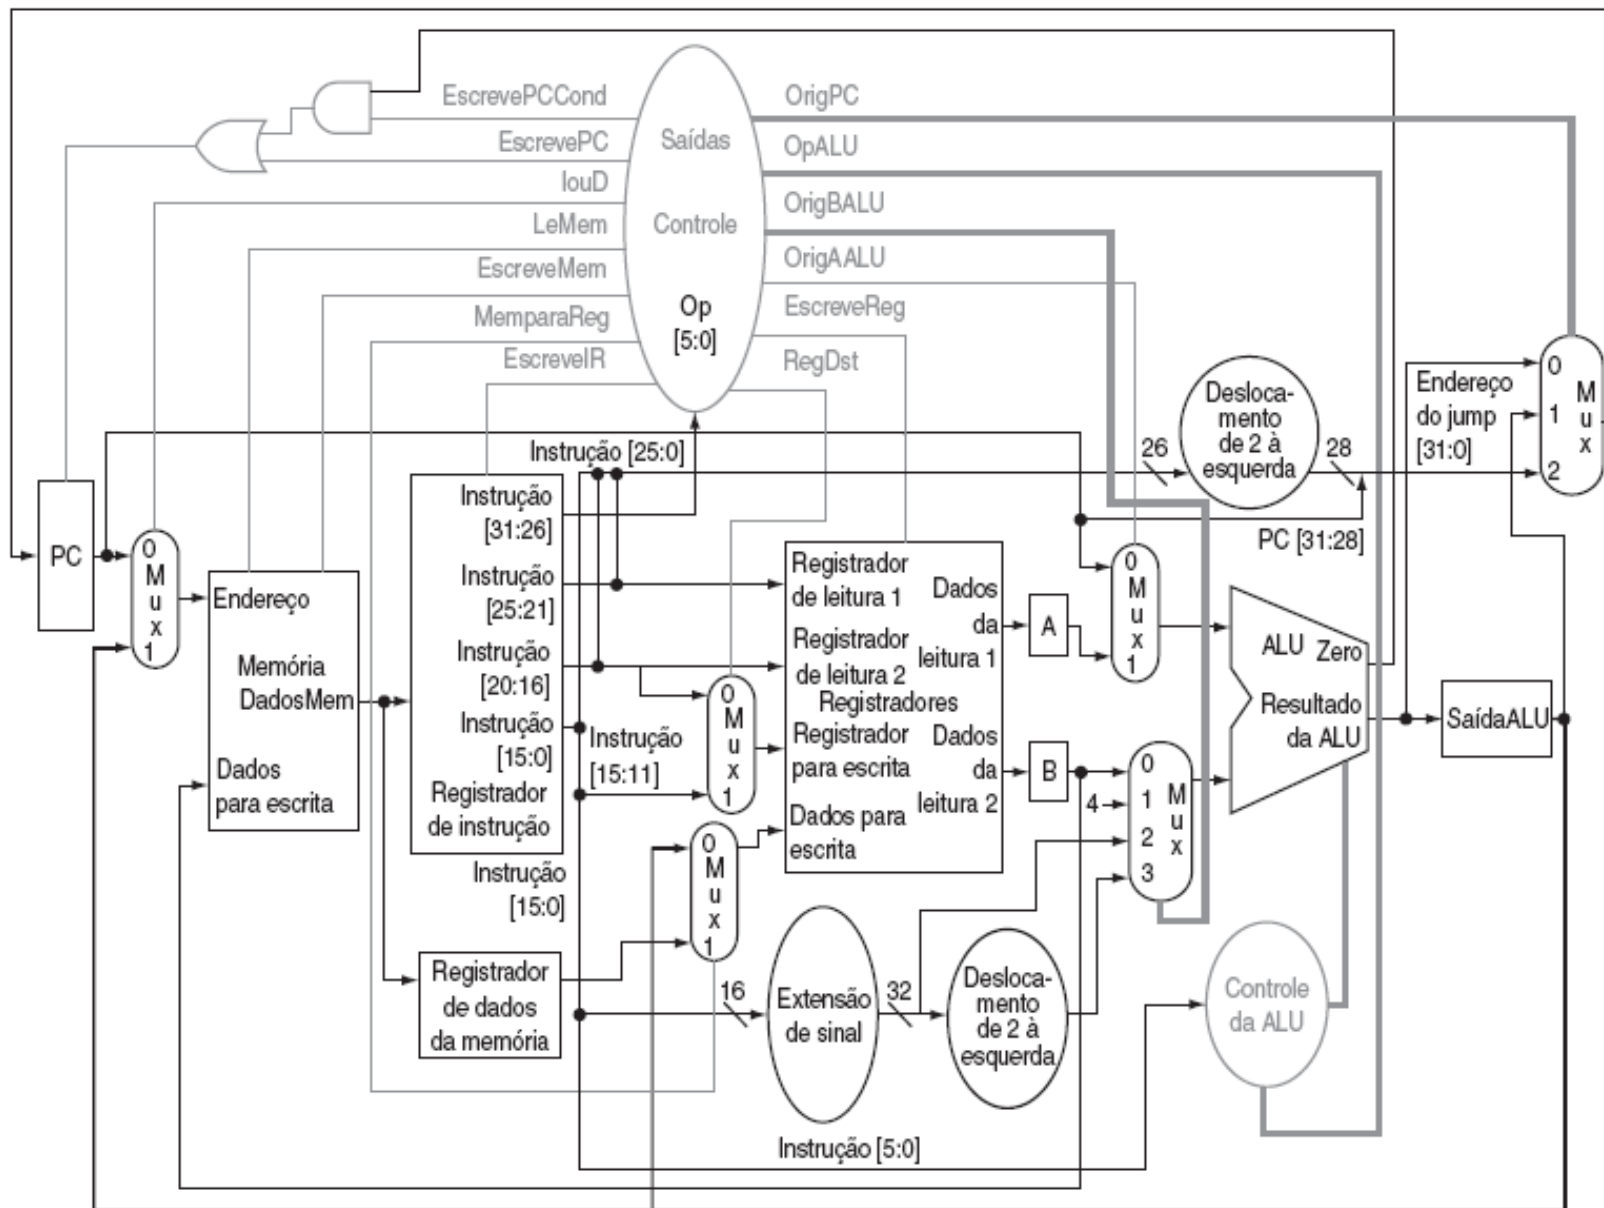 EscrevePCCond
EscrevePC
IouD
LeMem
EscreveMem
MemparaReg
EscreveIR
Saídas
Controle
Op
[5:0]
OrigPC
OpALU
OrigBALU
OrigAALU
EscreveReg
RegDst
PC
0
M
u
x
1
Endereço
Memória
DadosMem
Dados
para escrita
Instrução [25:0]
Instrução
[31:26]
Instrução
[25:21]
Instrução
[20:16]
Instrução
[15:0]
Registrador
de instrução
Instrução
[15:11]
Instrução
[15:0]
Registrador
de dados
da memória
0
M
u
x
1
0
M
u
x
1
Registrador
de leitura 1
Registrador
de leitura 2
Registradores
Registrador
para escrita
Dados para
escrita
Dados
da
leitura 1
Dados
da
leitura 2
A
B
4
0
M
u
x
1
0
1
2
3
M
u
x
16
Extensão
de sinal
32
Desloca-
mento
de 2 à
esquerda
Instrução [5:0]
26
Desloca-
mento
de 2 à
esquerda
28
PC [31:28]
Endereço
do jump
[31:0]
0
1
2
M
u
x
ALU
Zero
Resultado
da ALU
SaídaALU
Controle
da ALU